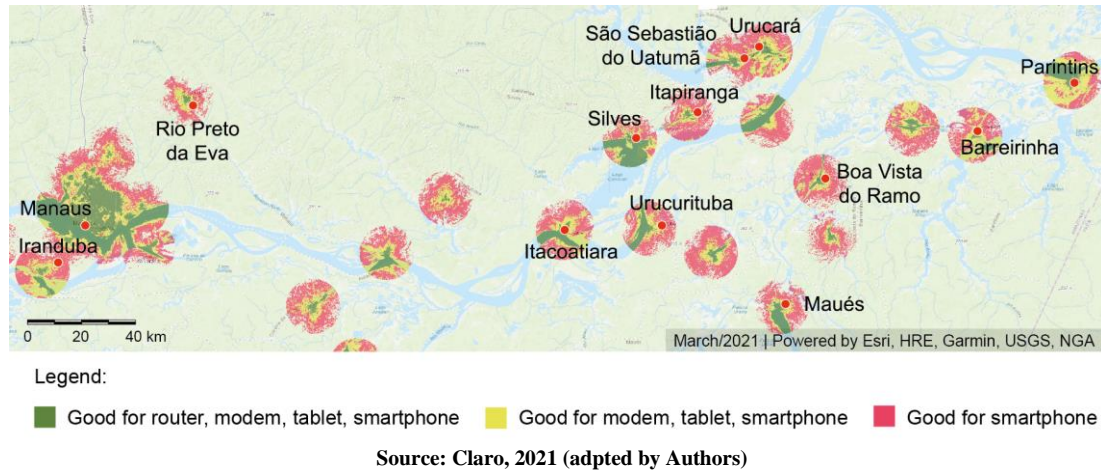 São Sebastião
do Uatumã
Urucará
Parintins
Itapiranga
Silves
Rio Preto
da Eva
Barreirinha
Boa Vista
do Ramo
Manaus
Urucurituba
Iranduba
Itacoatiara
Maués
0 20 40 km
March/2021 | Powered by Esri, HRE, Garmin, USGS, NGA
Legend:
Good for router, modem, tablet, smartphone Good for modem, tablet, smartphone Good for smartphone
Source: Claro, 2021 (adpted by Authors)